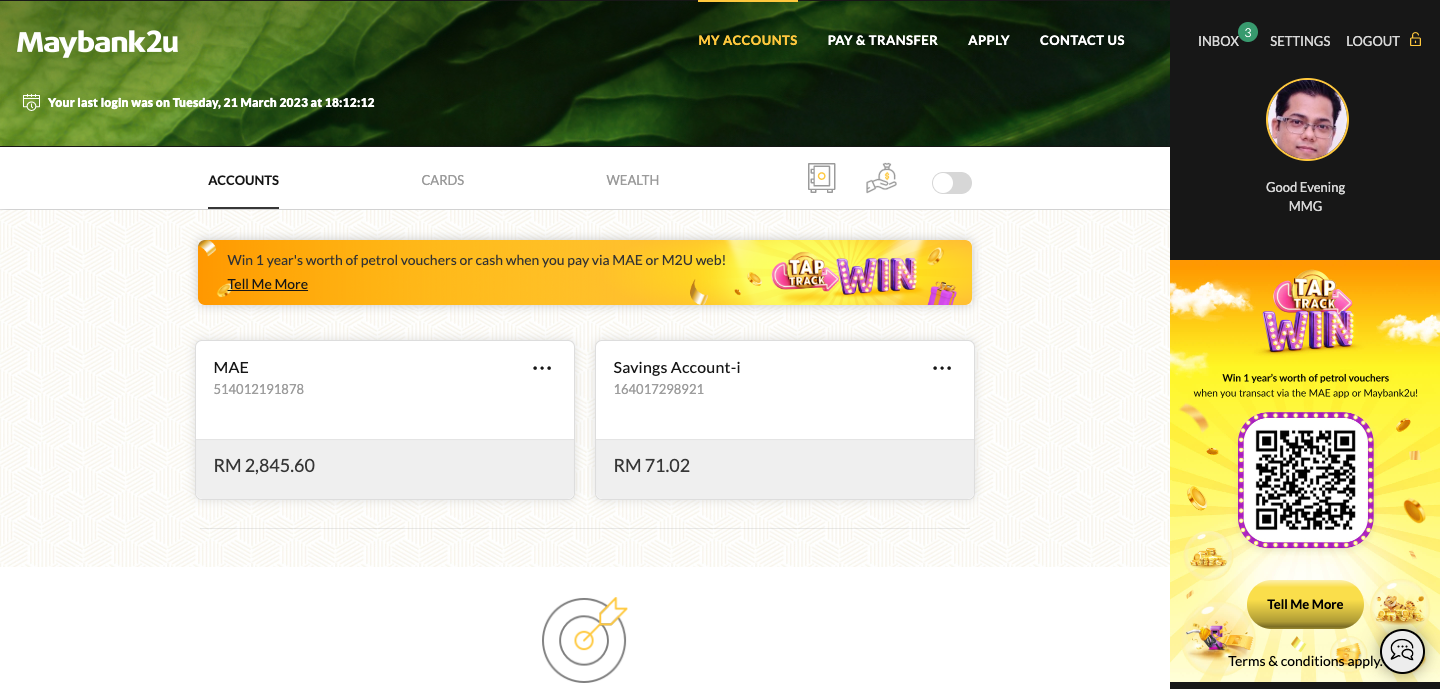 Maybank2u
MY ACCOUNTS
PAY & TRANSFER
APPLY
CONTACT US
Your last login was on Tuesday, 21 March 2023 at 18:12:12
INBOX 3
SETTINGS
LOGOUT
Good Evening
MMG
ACCOUNTS
CARDS
WEALTH
Win 1 year's worth of petrol vouchers or cash when you pay via MAE or M2U web!
Tell Me More
TAP
TRACK
WIN
MAE
514012191878
RM 2,845.60
Savings Account-i
164017298921
RM 71.02
TAP
TRACK
WIN
Win 1 year's worth of petrol vouchers
when you transact via the MAE app or Maybank2u!
Tell Me More
Terms & conditions apply.